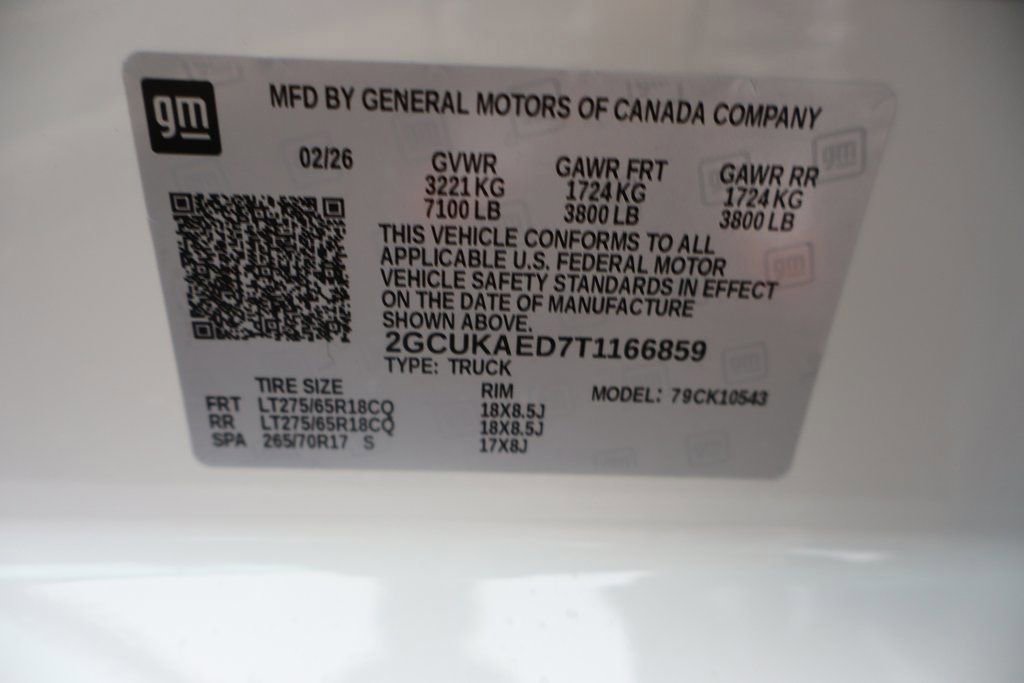 gm
MFD BY GENERAL MOTORS OF CANADA COMPANY
02/26 GVWR GAWR FRT GAWR RR
3221 KG 1724 KG 1724 KG
7100 LB 3800 LB 3800 LB
THIS VEHICLE CONFORMS TO ALL
APPLICABLE U.S. FEDERAL MOTOR
VEHICLE SAFETY STANDARDS IN EFFECT
ON THE DATE OF MANUFACTURE
SHOWN ABOVE.
2GCUKAED7T1166859
TYPE: TRUCK
TIRE SIZE RIM MODEL: 79CK10543
FRT LT275/65R18CQ 18X8.5J
RR LT275/65R18CQ 18X8.5J
SPA 265/70R17 S 17X8J